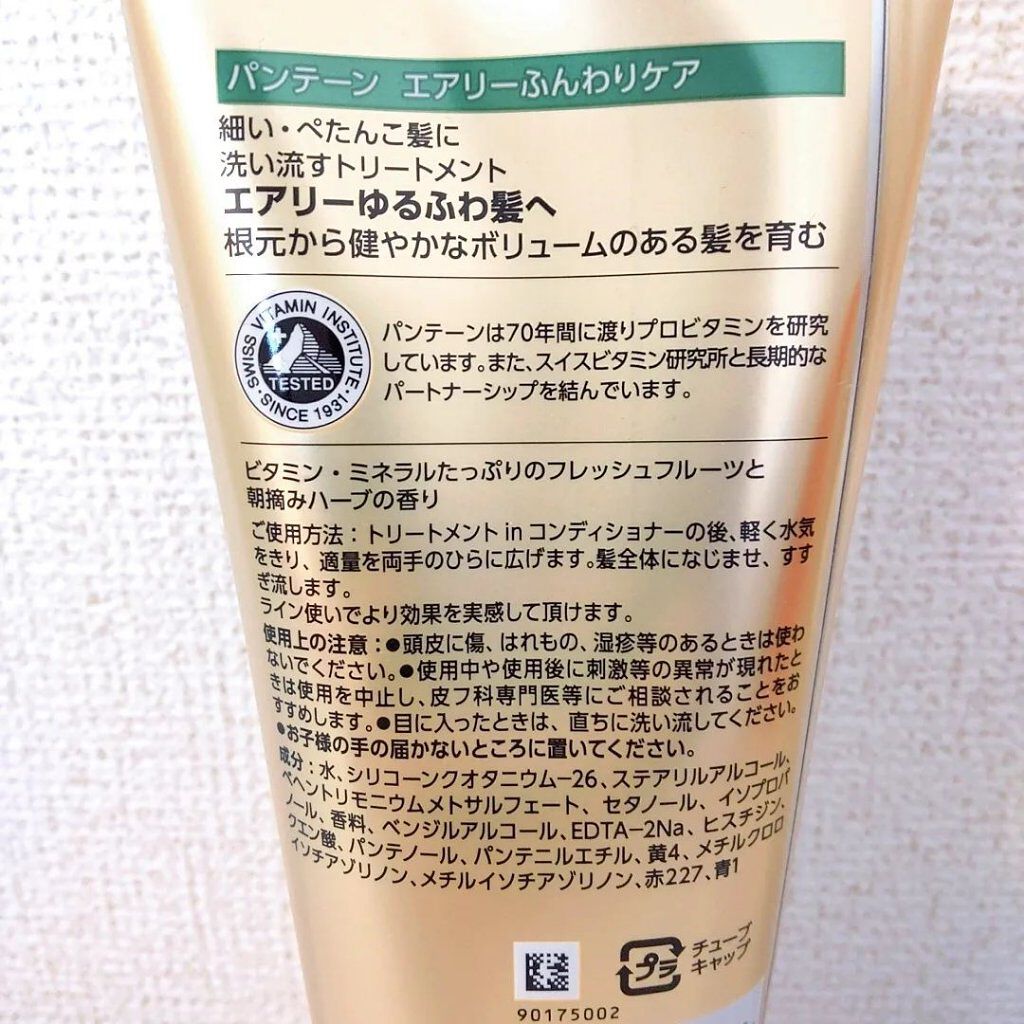 パンテーン エアリーふんわりケア
細い・ぺたんこ髪に
洗い流すトリートメント
エアリーゆるふわ髪へ
根元から健やかなボリュームのある髪を育む
SWISS VITAMIN INSTITUTE
TESTED
SINCE 1931
パンテーンは70年間に渡りプロビタミンを研究
しています。また、スイスビタミン研究所と長期的な
パートナーシップを結んでいます。
ビタミン・ミネラルたっぷりのフレッシュフルーツと
朝摘みハーブの香り
ご使用方法：トリートメント in コンディショナーの後、軽く水気
をきり、適量を両手のひらに広げます。髪全体になじませ、すす
ぎ流します。
ライン使いでより効果を実感して頂けます。
使用上の注意：●頭皮に傷、はれもの、湿疹等のあるときは使わ
ないでください。●使用中や使用後に刺激等の異常が現れたと
きは使用を中止し、皮フ科専門医等にご相談されることをお
すすめします。●目に入ったときは、直ちに洗い流してください。
●お子様の手の届かないところに置いてください。
成分：水、シリコーンクオタニウム−26、ステアリルアルコール、
ベヘントリモニウムメトサルフェート、セタノール、イソプロパ
ノール、香料、ベンジルアルコール、EDTA−2Na、ヒスチジン、
クエン酸、パンテノール、パンテニルエチル、黄4、メチルクロロ
イソチアゾリノン、メチルイソチアゾリノン、赤227、青1
プラ
チューブ
キャップ
90175002